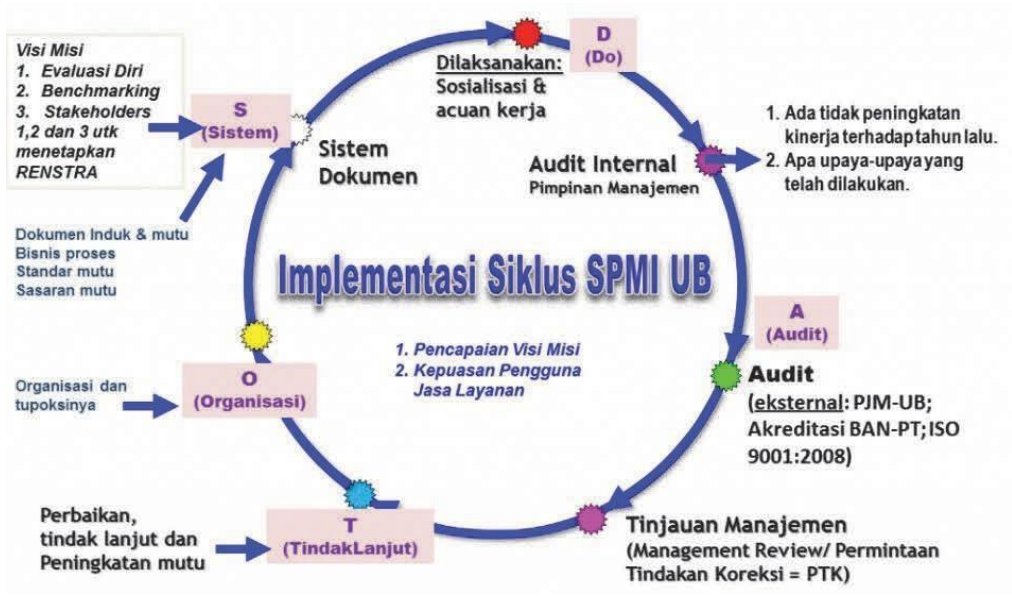 Visi Misi
1. Evaluasi Diri
2. Benchmarking
3. Stakeholders
1,2 dan 3 utk
menetapkan
RENSTRA
S
(Sistem)
Sistem
Dokumen
Dokumen Induk & mutu
Bisnis proses
Standar mutu
Sasaran mutu
D
(Do)
Dilaksanakan:
Sosialisasi &
acuan kerja
Audit Internal
Pimpinan Manajemen
1. Ada tidak peningkatan
kinerja terhadap tahun lalu.
2. Apa upaya-upaya yang
telah dilakukan.
Implementasi Siklus SPMI UB
1. Pencapaian Visi Misi
2. Kepuasan Pengguna
Jasa Layanan
A
(Audit)
Audit
(eksternal: PJM-UB;
Akreditasi BAN-PT; ISO
9001:2008)
Tinjauan Manajemen
(Management Review/ Permintaan
Tindakan Koreksi = PTK)
T
(TindakLanjut)
Perbaikan,
tindak lanjut dan
Peningkatan mutu
O
(Organisasi)
Organisasi dan
tupoksinya